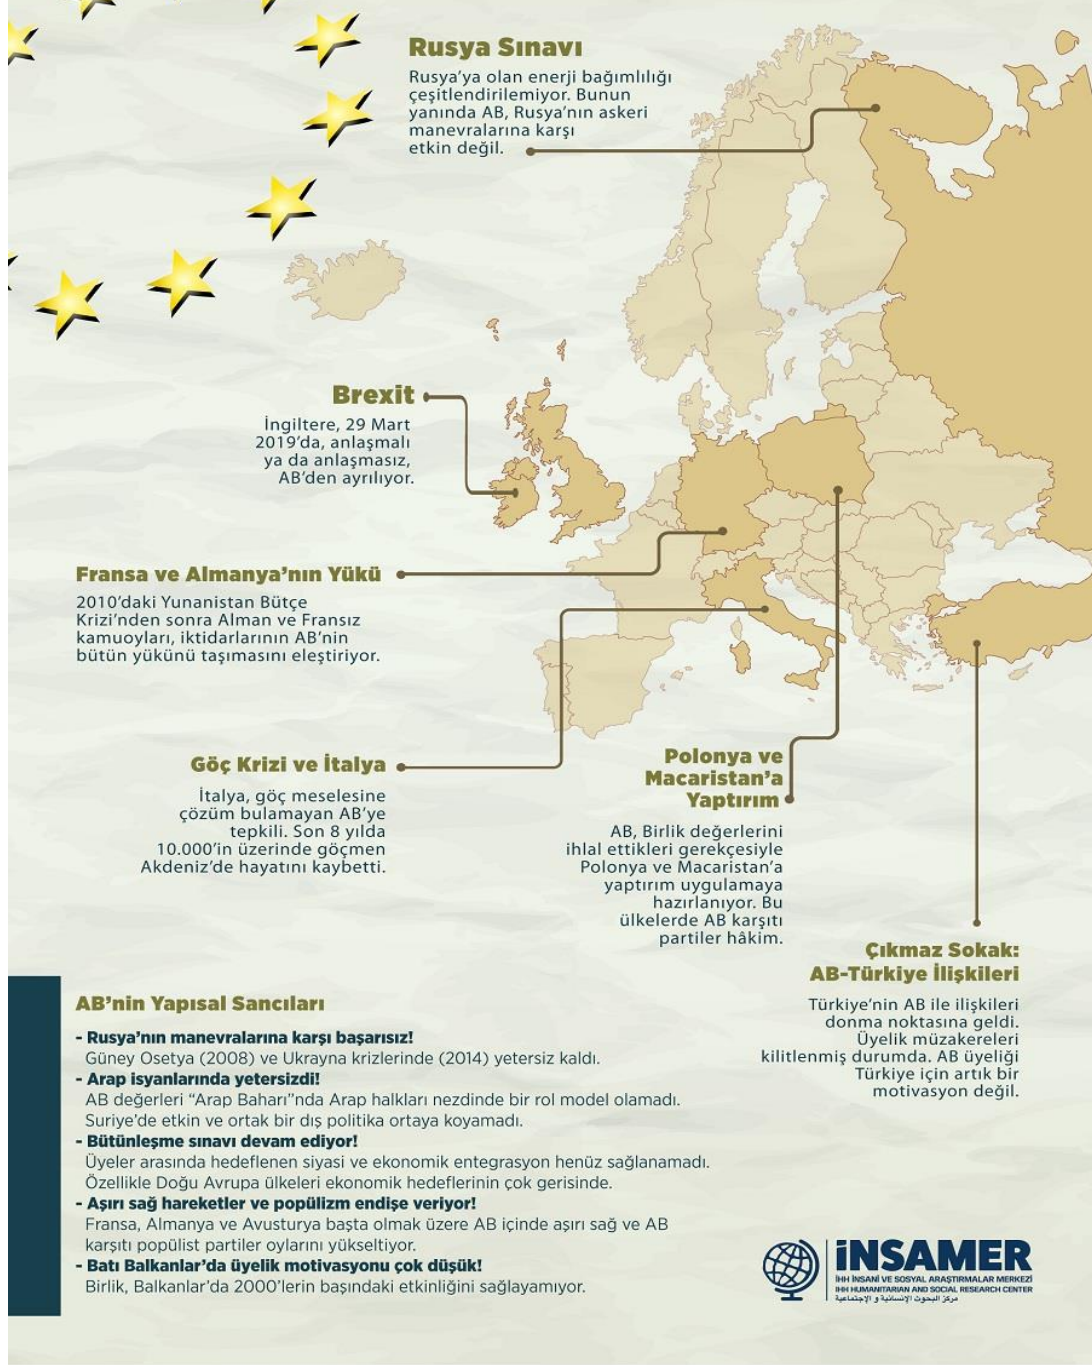 Rusya Sınavı
Rusya'ya olan enerji bağımlılığı
çeşitlendirilemiyor. Bunun
yanında AB, Rusya'nın askeri
manevralarına karşı
etkin değil.
Brexit
İngiltere, 29 Mart
2019'da, anlaşmalı
ya da anlaşmasız,
AB'den ayrılıyor.
Fransa ve Almanya'nın Yükü
2010'daki Yunanistan Bütçe
Krizi'nden sonra Alman ve Fransız
kamuoyları, iktidarlarının AB'nin
bütün yükünü taşımasını eleştiriyor.
Göç Krizi ve İtalya
İtalya, göç meselesine
çözüm bulamayan AB'ye
tepkili. Son 8 yılda
10.000'in üzerinde göçmen
Akdeniz'de hayatını kaybetti.
Polonya ve
Macaristan'a
Yaptırım
AB, Birlik değerlerini
ihlal ettikleri gerekçesiyle
Polonya ve Macaristan'a
yaptırım uygulamaya
hazırlanıyor. Bu
ülkelerde AB karşıtı
partiler hâkim.
Çıkmaz Sokak:
AB-Türkiye İlişkileri
Türkiye'nin AB ile ilişkileri
donma noktasına geldi.
Üyelik müzakereleri
kilitlenmiş durumda. AB üyeliği
Türkiye için artık bir
motivasyon değil.
AB'nin Yapısal Sancıları
- Rusya'nın manevralarına karşı başarısız!
Güney Osetya (2008) ve Ukrayna krizlerinde (2014) yetersiz kaldı.
- Arap isyanlarında yetersizdi!
AB değerleri “Arap Baharı”nda Arap halkları nezdinde bir rol model olamadı.
Suriye'de etkin ve ortak bir dış politika ortaya koyamadı.
- Bütünleşme sınavı devam ediyor!
Üyeler arasında hedeflenen siyasi ve ekonomik entegrasyon henüz sağlanamadı.
Özellikle Doğu Avrupa ülkeleri ekonomik hedeflerinin çok gerisinde.
- Aşırı sağ hareketler ve popülizm endişe veriyor!
Fransa, Almanya ve Avusturya başta olmak üzere AB içinde aşırı sağ ve AB
karşıtı popülist partiler oylarını yükseltiyor.
- Batı Balkanlar'da üyelik motivasyonu çok düşük!
Birlik, Balkanlar'da 2000'lerin başındaki etkinliğini sağlayamıyor.
İNSAMER
İHH İNSANİ VE SOSYAL ARAŞTIRMALAR MERKEZİ
IHH HUMANITARIAN AND SOCIAL RESEARCH CENTER
مركز البحوث الإنسانية و الإجتماعية